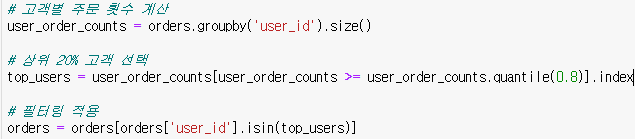 # 고객별 주문 횟수 계산
user_order_counts = orders.groupby('user_id').size()
# 상위 20% 고객 선택
top_users = user_order_counts[user_order_counts >= user_order_counts.quantile(0.8)].index
# 필터링 적용
orders = orders[orders['user_id'].isin(top_users)]